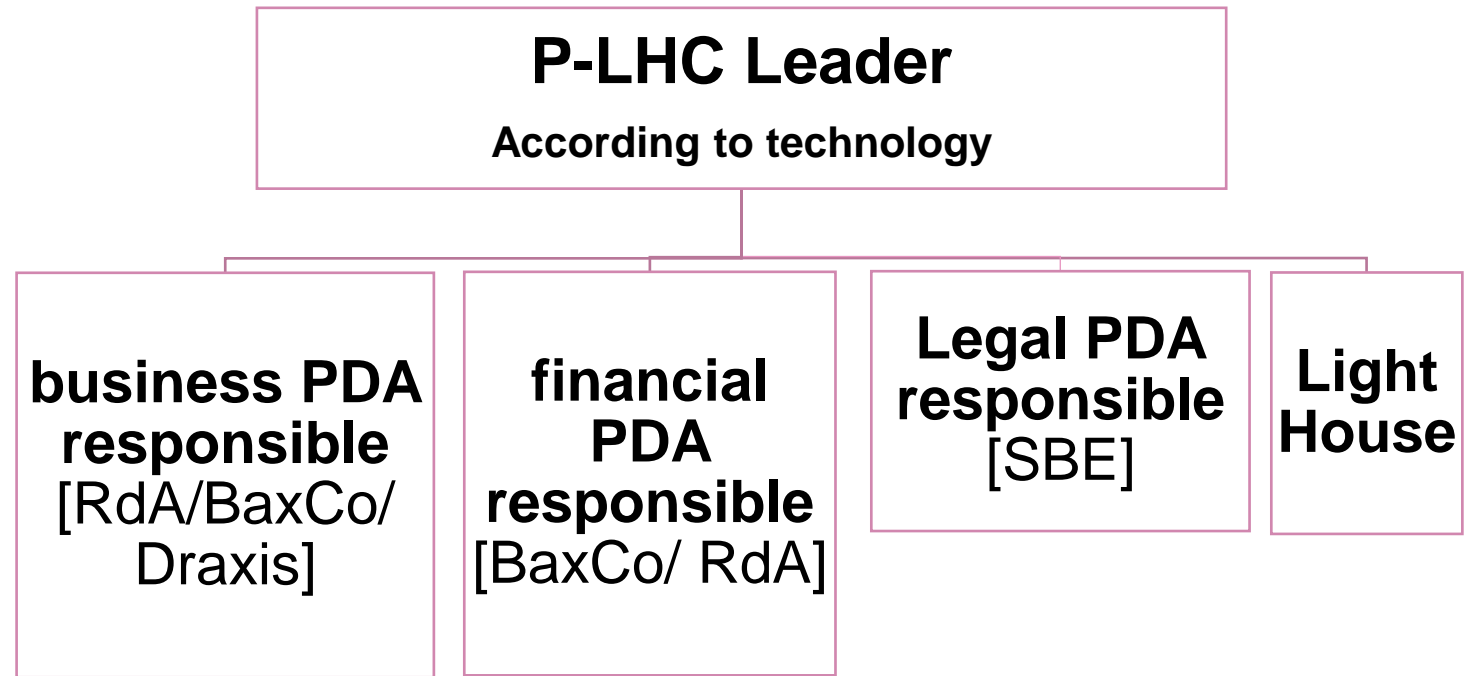 P-LHC Leader
According to technology
business PDA
responsible
[RdA/BaxCo/
Draxis]
financial
PDA
responsible
[BaxCo/ RdA]
Legal PDA
responsible
[SBE]
Light
House